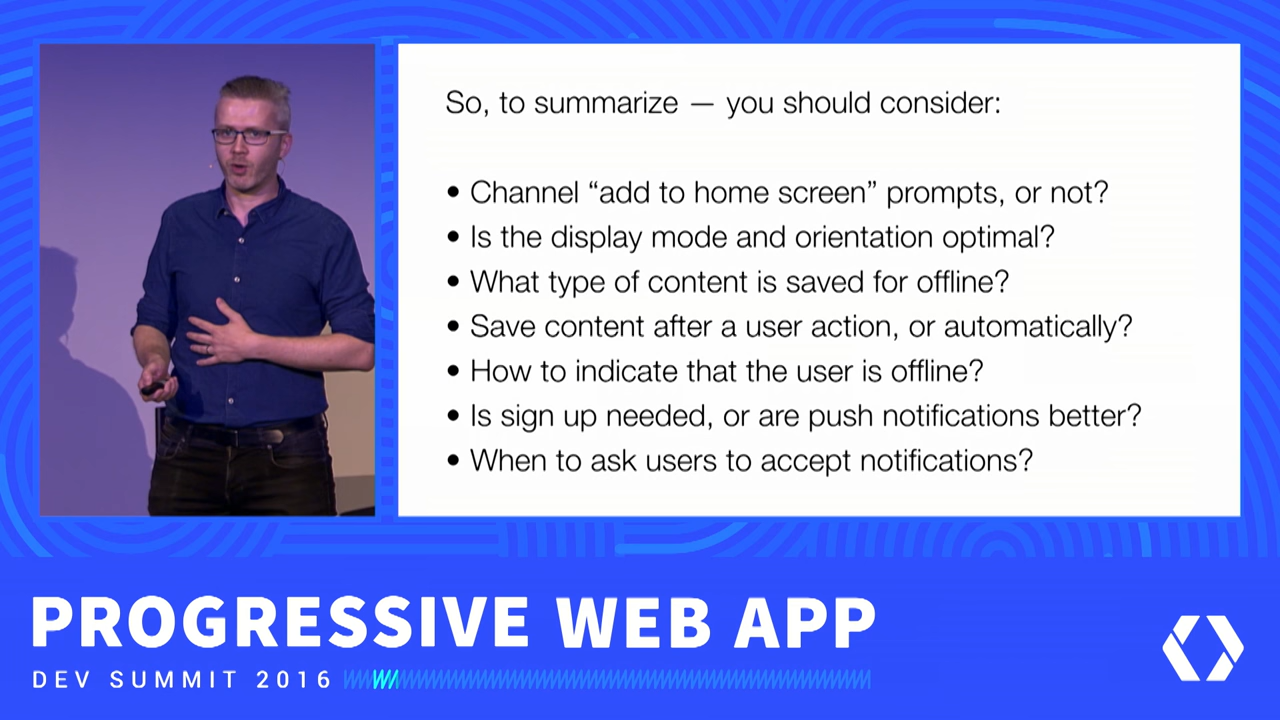 So, to summarize — you should consider:
• Channel “add to home screen” prompts, or not?
• Is the display mode and orientation optimal?
• What type of content is saved for offline?
• Save content after a user action, or automatically?
• How to indicate that the user is offline?
• Is sign up needed, or are push notifications better?
• When to ask users to accept notifications?
PROGRESSIVE WEB APP
DEV SUMMIT 2016